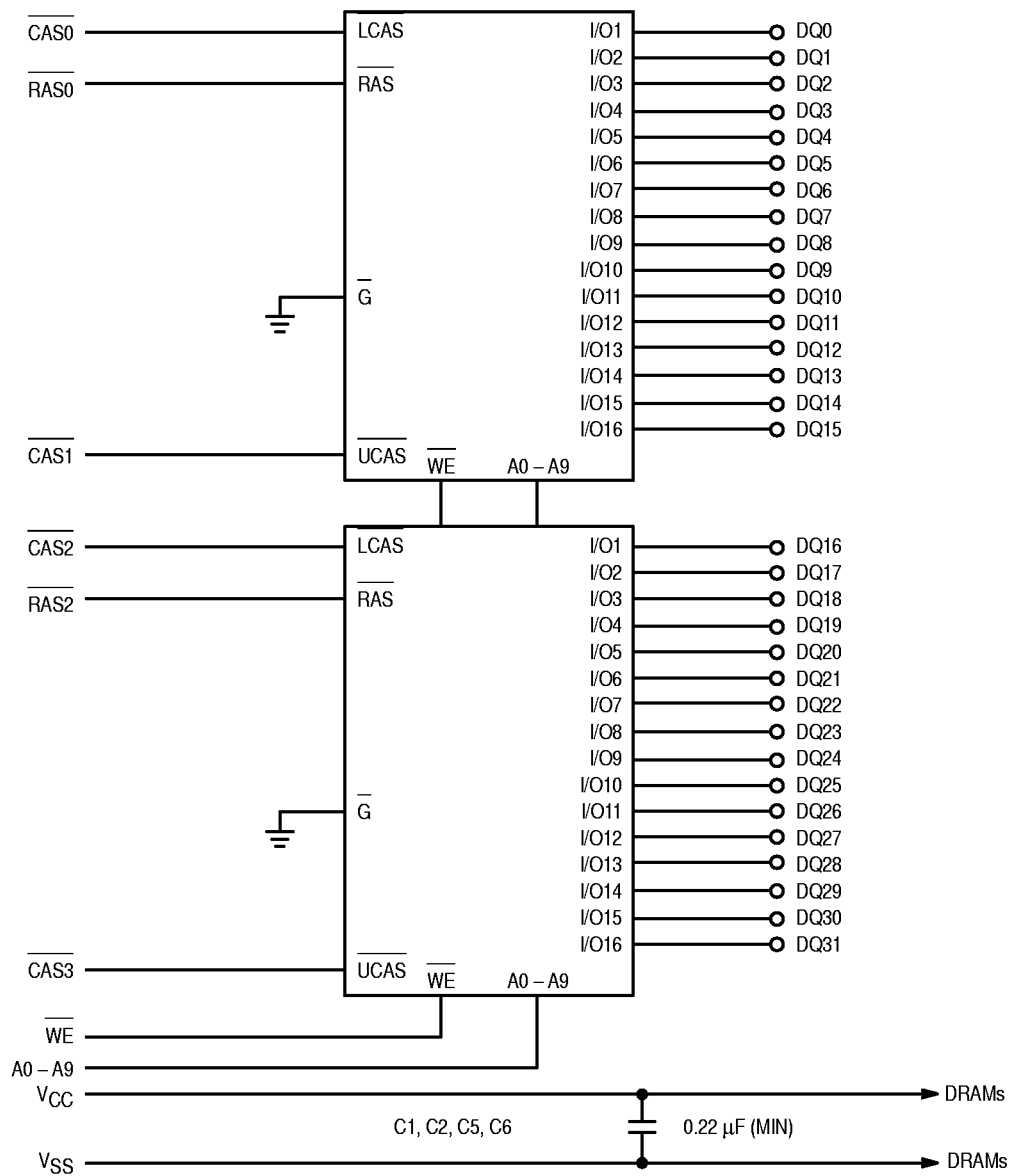 CAS0 LCAS I/O1 DQ0
I/O2 DQ1
RAS0 RAS I/O3 DQ2
I/O4 DQ3
I/O5 DQ4
I/O6 DQ5
I/O7 DQ6
I/O8 DQ7
I/O9 DQ8
I/O10 DQ9
G I/O11 DQ10
I/O12 DQ11
I/O13 DQ12
I/O14 DQ13
I/O15 DQ14
I/O16 DQ15
CAS1 UCAS WE A0 – A9
CAS2 LCAS I/O1 DQ16
I/O2 DQ17
RAS2 RAS I/O3 DQ18
I/O4 DQ19
I/O5 DQ20
I/O6 DQ21
I/O7 DQ22
I/O8 DQ23
I/O9 DQ24
I/O10 DQ25
G I/O11 DQ26
I/O12 DQ27
I/O13 DQ28
I/O14 DQ29
I/O15 DQ30
I/O16 DQ31
CAS3 UCAS WE A0 – A9
WE
A0 – A9
VCC DRAMs
C1, C2, C5, C6 0.22 µF (MIN)
VSS DRAMs